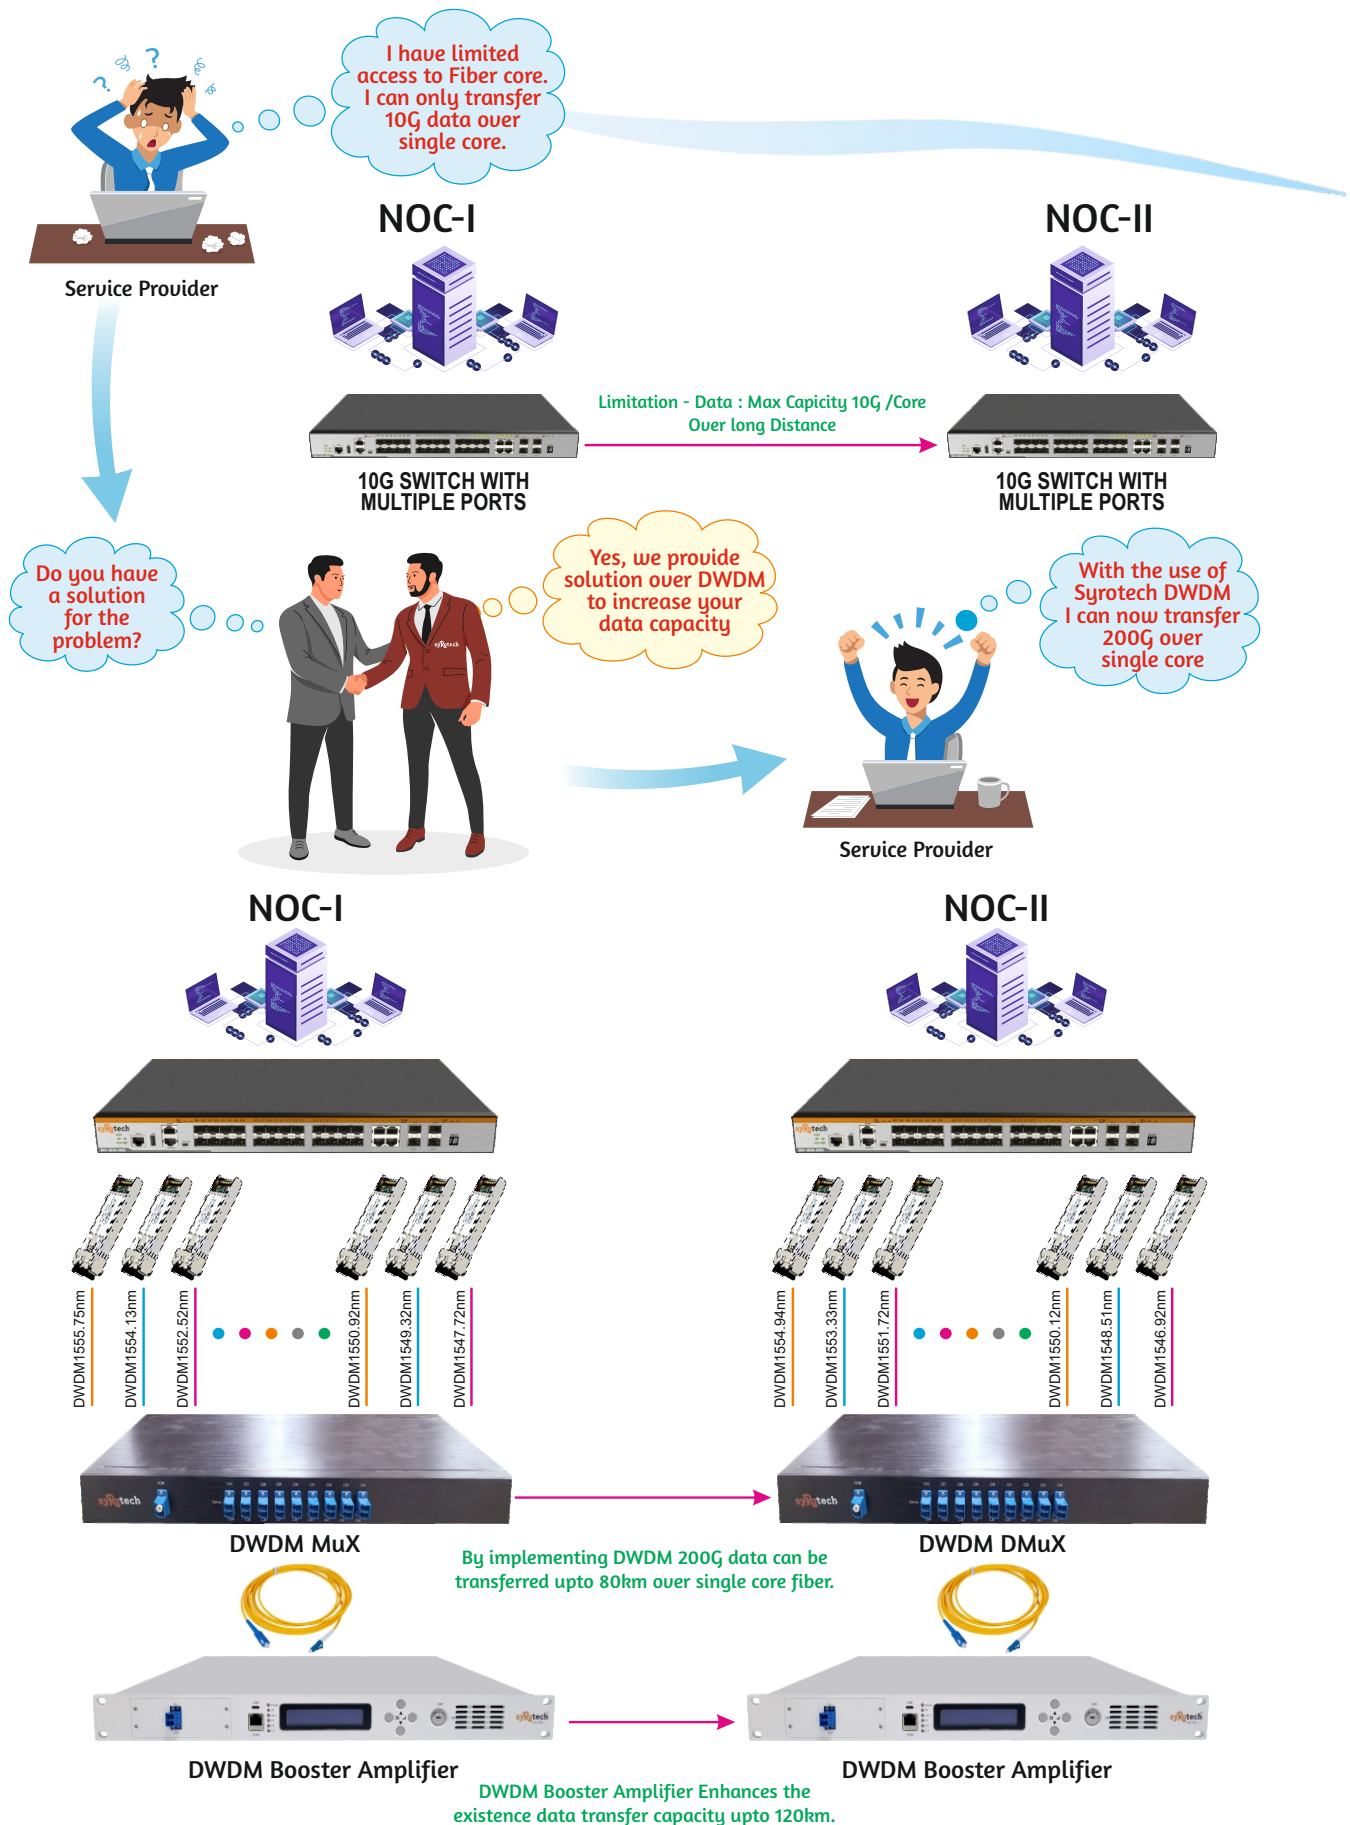 I have limited
access to Fiber core.
I can only transfer
10G data over
single core.
Service Provider
NOC-I
NOC-II
Limitation - Data : Max Capicity 10G /Core
Over long Distance
10G SWITCH WITH
MULTIPLE PORTS
10G SWITCH WITH
MULTIPLE PORTS
Do you have
a solution
for the
problem?
Yes, we provide
solution over DWDM
to increase your
data capacity
syRotech
With the use of
Syrotech DWDM
I can now transfer
200G over
single core
Service Provider
NOC-I
NOC-II
syRotech
syRotech
DWDM1555.75nm
DWDM1554.13nm
DWDM1552.52nm
DWDM1550.92nm
DWDM1549.32nm
DWDM1547.72nm
DWDM1554.94nm
DWDM1553.33nm
DWDM1551.72nm
DWDM1550.12nm
DWDM1548.51nm
DWDM1546.92nm
syRotech
syRotech
DWDM MuX
DWDM DMuX
By implementing DWDM 200G data can be
transferred upto 80km over single core fiber.
syRotech
syRotech
DWDM Booster Amplifier
DWDM Booster Amplifier
DWDM Booster Amplifier Enhances the
existence data transfer capacity upto 120km.